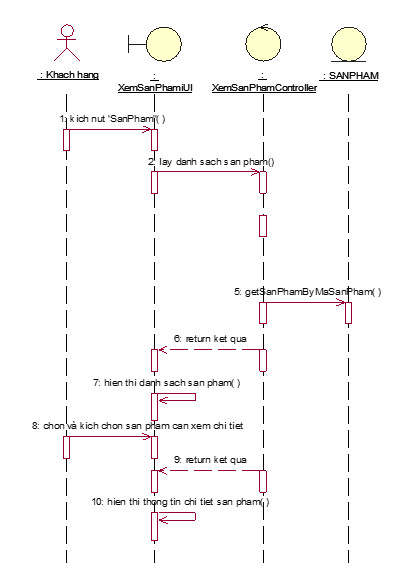 : Khach hang
:
XemSanPhamiUI
:
XemSanPhamController
: SANPHAM
1: kich nut 'SanPham'( )
2: lay danh sach san pham()
5: getSanPhamByMaSanPham( )
6: return ket qua
7: hien thi danh sach san pham( )
8: chon và kich chon san pham can xem chi tiet
9: return ket qua
10: hien thi thong tin chi tiet san pham( )